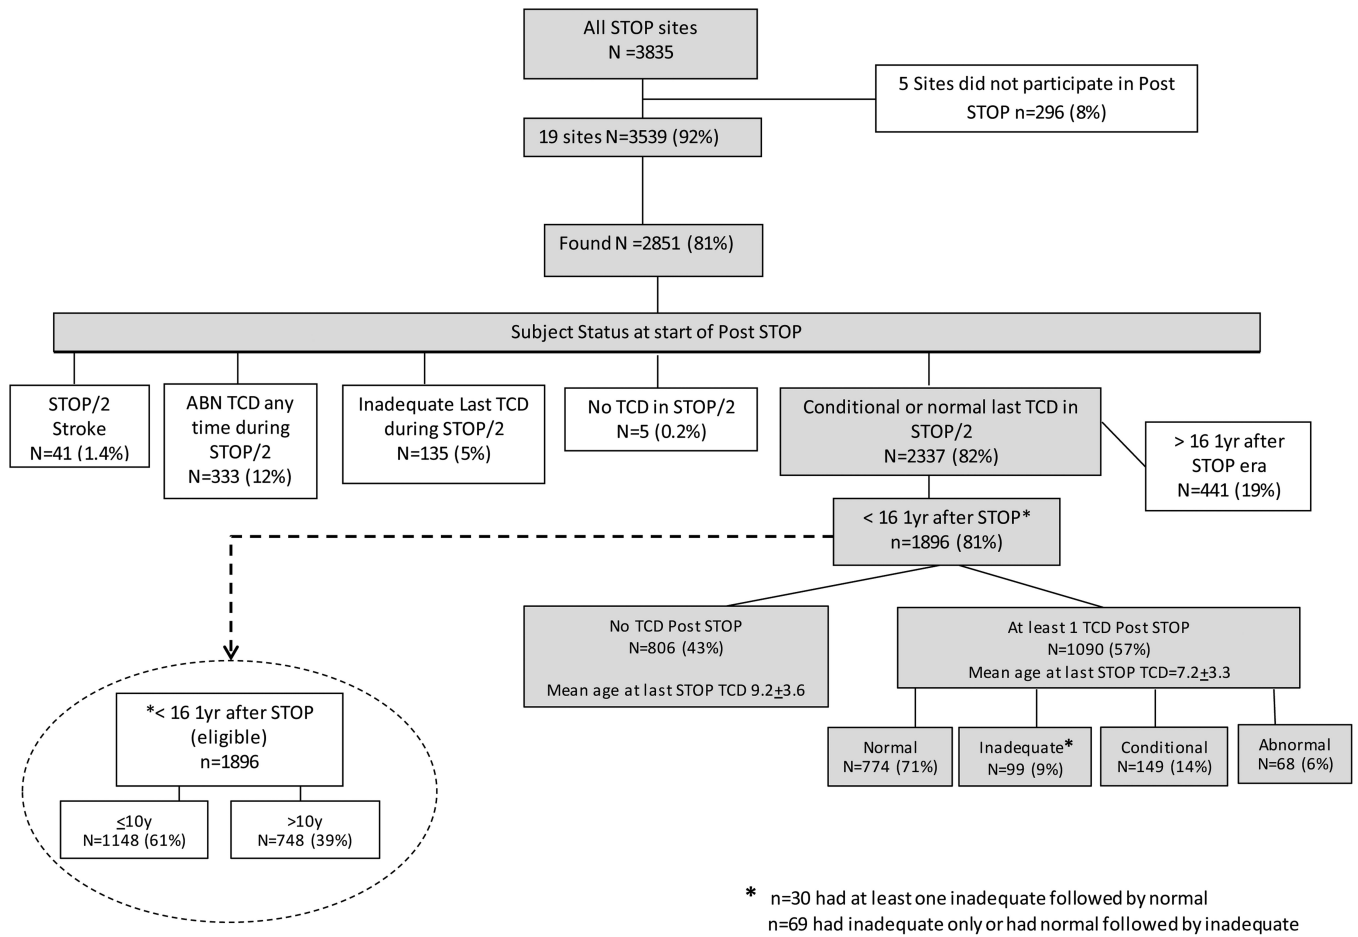 All STOP sites
N =3835
5 Sites did not participate in Post
STOP n=296 (8%)
19 sites N=3539 (92%)
Found N =2851 (81%)
Subject Status at start of Post STOP
STOP/2
Stroke
N=41 (1.4%)
ABN TCD any
time during
STOP/2
N=333 (12%)
Inadequate Last TCD
during STOP/2
N=135 (5%)
No TCD in STOP/2
N=5 (0.2%)
Conditional or normal last TCD in
STOP/2
N=2337 (82%)
> 16 1yr after
STOP era
N=441 (19%)
< 16 1yr after STOP*
n=1896 (81%)
No TCD Post STOP
N=806 (43%)
Mean age at last STOP TCD 9.2±3.6
At least 1 TCD Post STOP
N=1090 (57%)
Mean age at last STOP TCD=7.2±3.3
Normal
N=774 (71%)
Inadequate*
N=99 (9%)
Conditional
N=149 (14%)
Abnormal
N=68 (6%)
*< 16 1yr after STOP
(eligible)
n=1896
≤10y
N=1148 (61%)
>10y
N=748 (39%)
* n=30 had at least one inadequate followed by normal
n=69 had inadequate only or had normal followed by inadequate